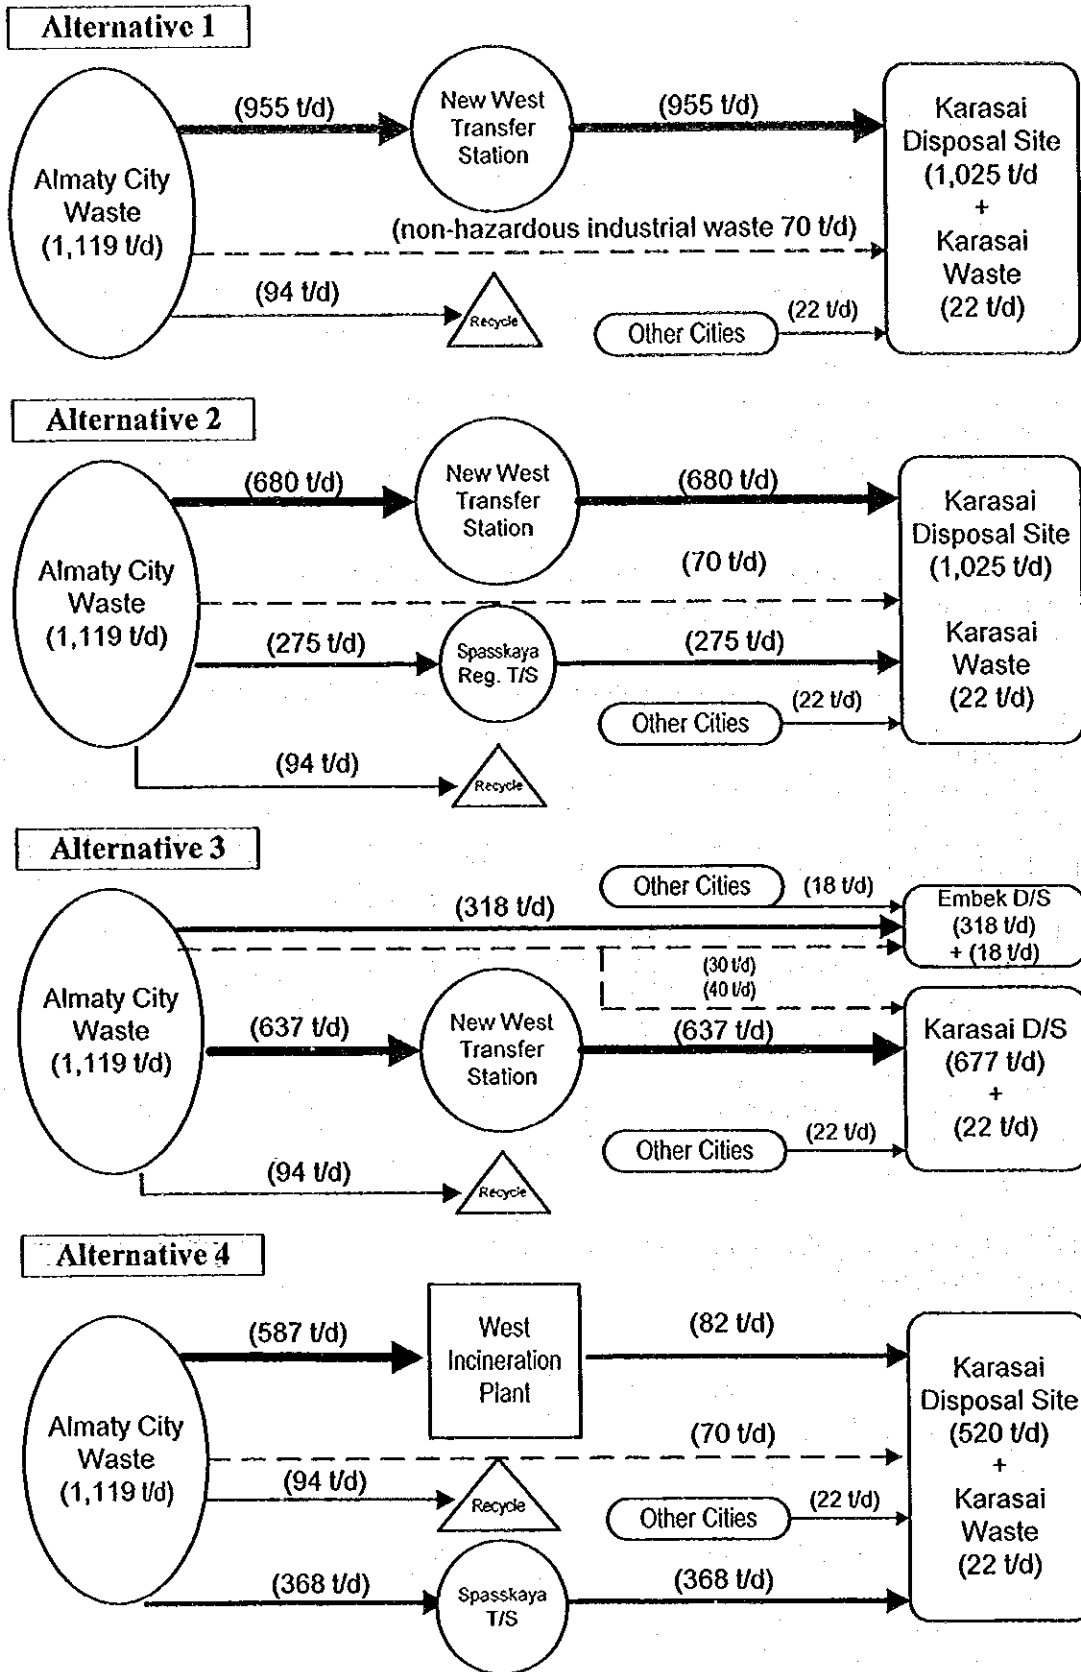 Alternative 1
Almaty City
Waste
(1,119 t/d)
(955 t/d)
New West
Transfer
Station
(955 t/d)
(non-hazardous industrial waste 70 t/d)
(94 t/d)
Recycle
Other Cities
(22 t/d)
Karasai
Disposal Site
(1,025 t/d
+
Karasai
Waste
(22 t/d)
Alternative 2
Almaty City
Waste
(1,119 t/d)
(680 t/d)
New West
Transfer
Station
(680 t/d)
(70 t/d)
(275 t/d)
Spasskaya
Reg. T/S
(275 t/d)
(94 t/d)
Recycle
Other Cities
(22 t/d)
Karasai
Disposal Site
(1,025 t/d)
Karasai
Waste
(22 t/d)
Alternative 3
Almaty City
Waste
(1,119 t/d)
(318 t/d)
Other Cities
(18 t/d)
Embek D/S
(318 t/d)
+ (18 t/d)
(30 t/d)
(40 t/d)
(637 t/d)
New West
Transfer
Station
(637 t/d)
(94 t/d)
Recycle
Other Cities
(22 t/d)
Karasai D/S
(677 t/d)
+
(22 t/d)
Alternative 4
Almaty City
Waste
(1,119 t/d)
(587 t/d)
West
Incineration
Plant
(82 t/d)
(70 t/d)
(94 t/d)
Recycle
Other Cities
(22 t/d)
(368 t/d)
Spasskaya
T/S
(368 t/d)
Karasai
Disposal Site
(520 t/d)
+
Karasai
Waste
(22 t/d)